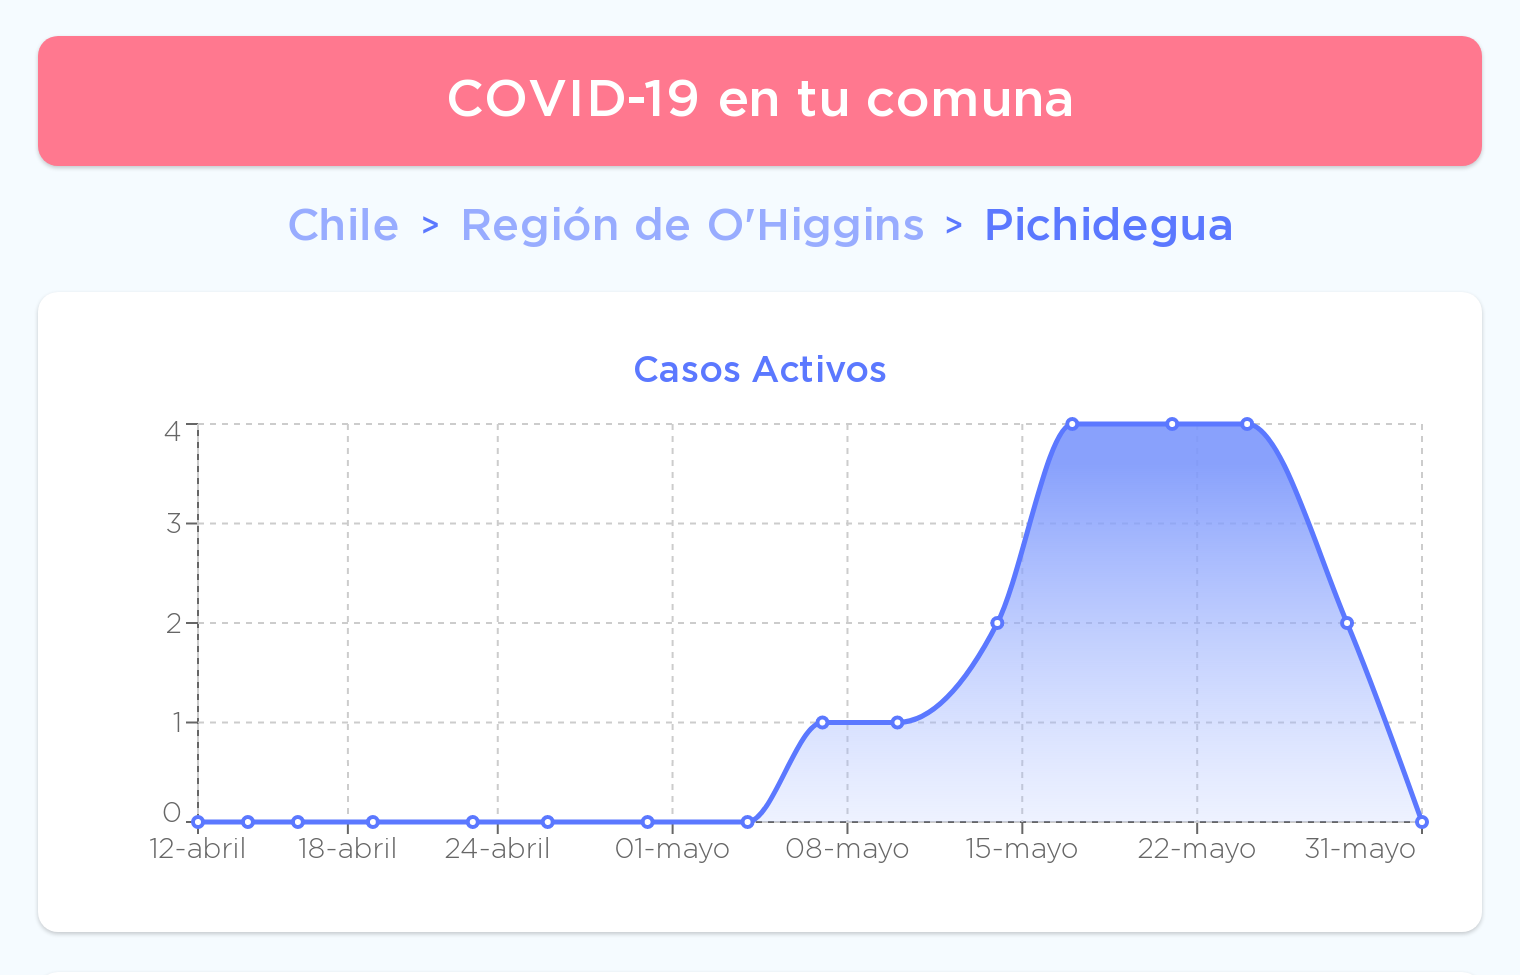 COVID-19 en tu comuna
Chile > Región de O'Higgins > Pichidegua
Casos Activos
4
3
2
1
0
12-abril 18-abril 24-abril 01-mayo 08-mayo 15-mayo 22-mayo 31-mayo